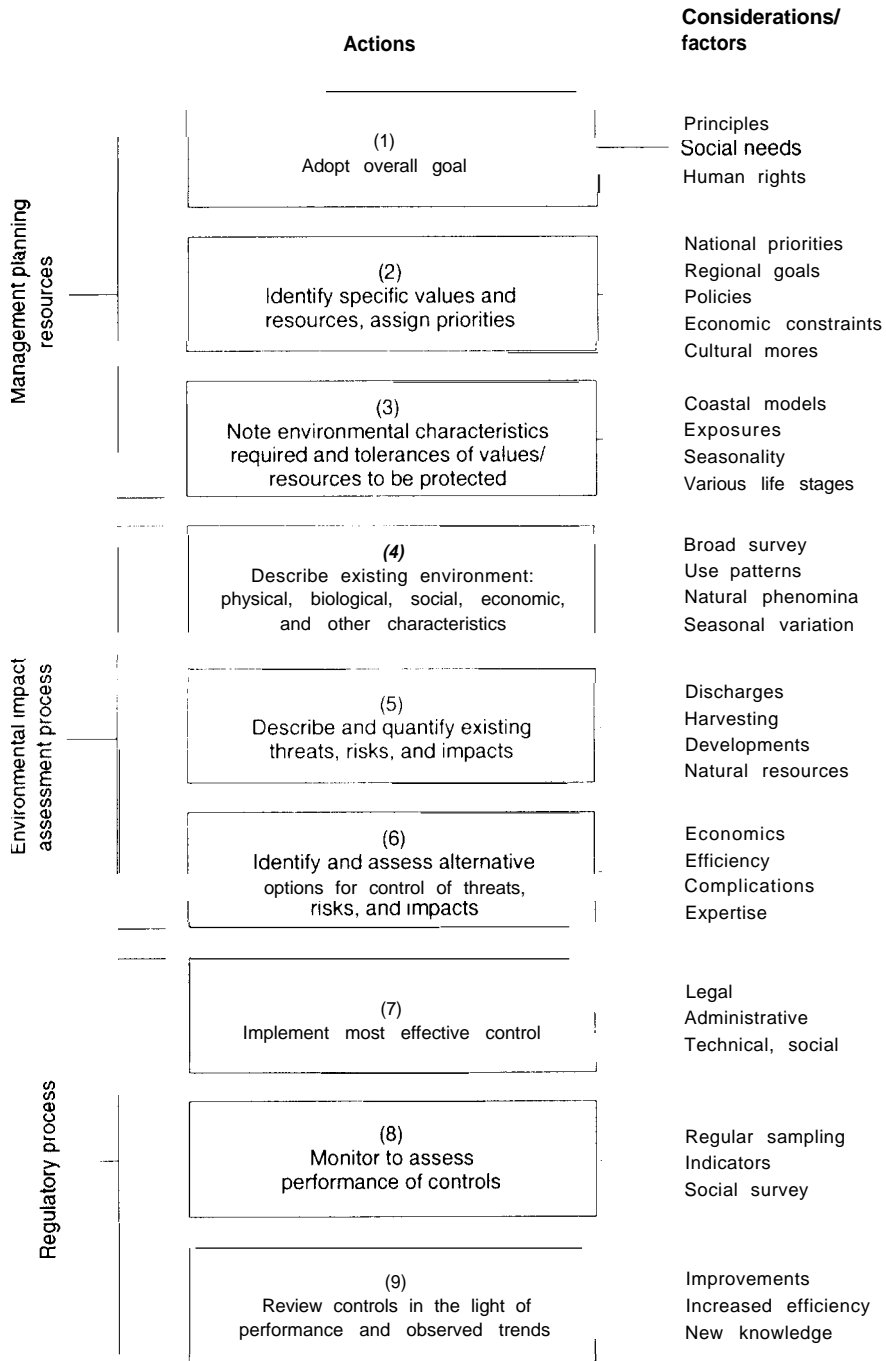 Actions
Considerations/
factors
Management planning
resources
(1)
Adopt overall goal
Principles
Social needs
Human rights
(2)
Identify specific values and
resources, assign priorities
National priorities
Regional goals
Policies
Economic constraints
Cultural mores
(3)
Note environmental characteristics
required and tolerances of values/
resources to be protected
Coastal models
Exposures
Seasonality
Various life stages
Environmental impact
assessment process
(4)
Describe existing environment:
physical, biological, social, economic,
and other characteristics
Broad survey
Use patterns
Natural phenomina
Seasonal variation
(5)
Describe and quantify existing
threats, risks, and impacts
Discharges
Harvesting
Developments
Natural resources
(6)
Identify and assess alternative
options for control of threats,
risks, and impacts
Economics
Efficiency
Complications
Expertise
Regulatory process
(7)
Implement most effective control
Legal
Administrative
Technical, social
(8)
Monitor to assess
performance of controls
Regular sampling
Indicators
Social survey
(9)
Review controls in the light of
performance and observed trends
Improvements
Increased efficiency
New knowledge